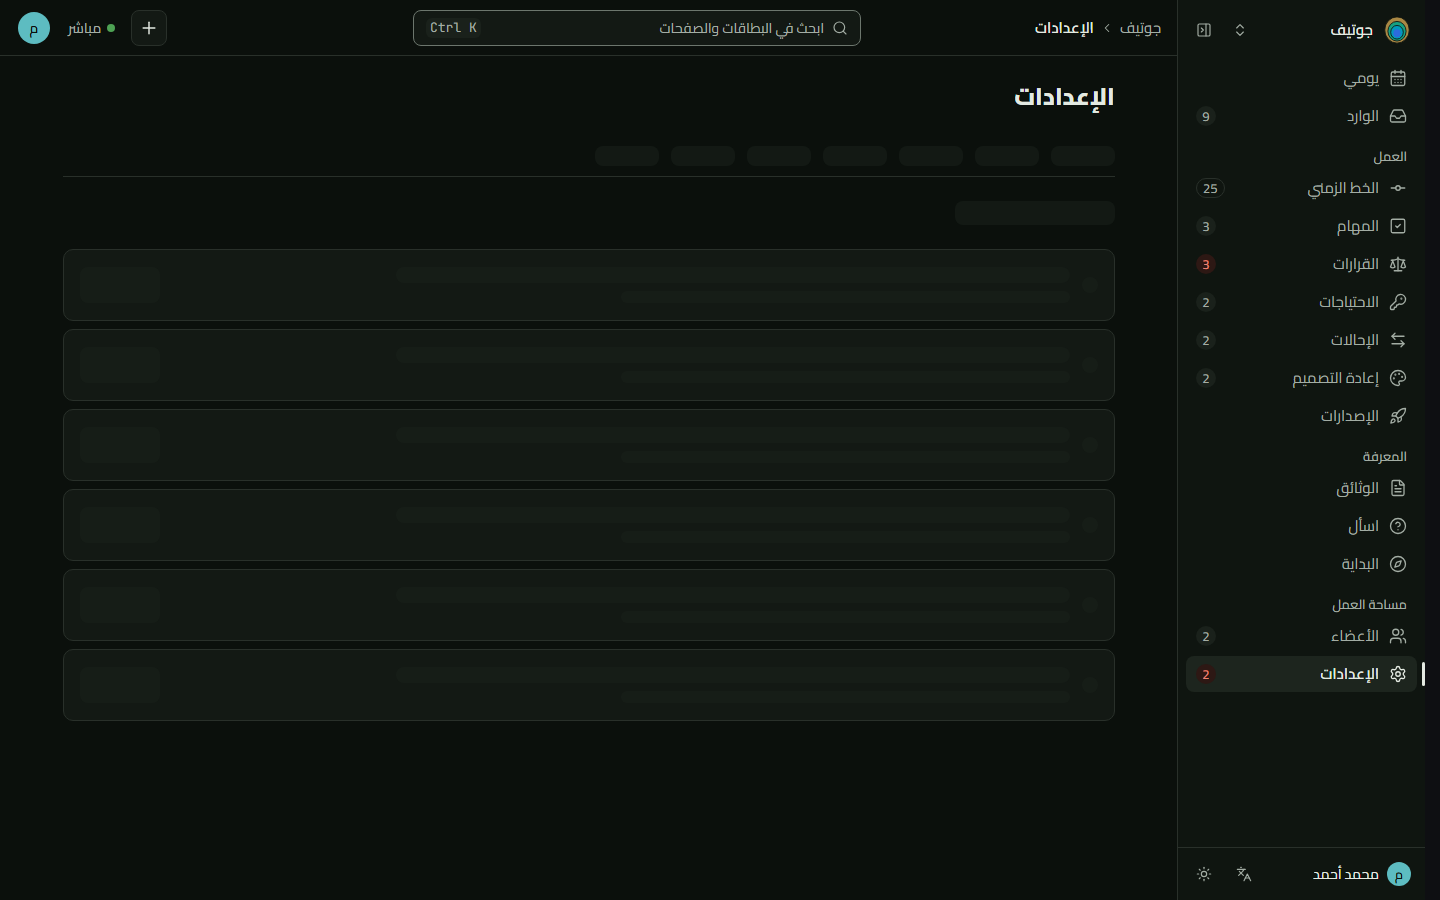 جوتيف
يومي
الوارد 9
العمل
الخط الزمني 25
المهام 3
القرارات 3
الاحتياجات 2
الإحالات 2
إعادة التصميم 2
الإصدارات
المعرفة
الوثائق
اسأل
البداية
مساحة العمل
الأعضاء 2
الإعدادات 2
محمد أحمد
م
جوتيف
الإعدادات
ابحث في البطاقات والصفحات
Ctrl K
مباشر
م
الإعدادات